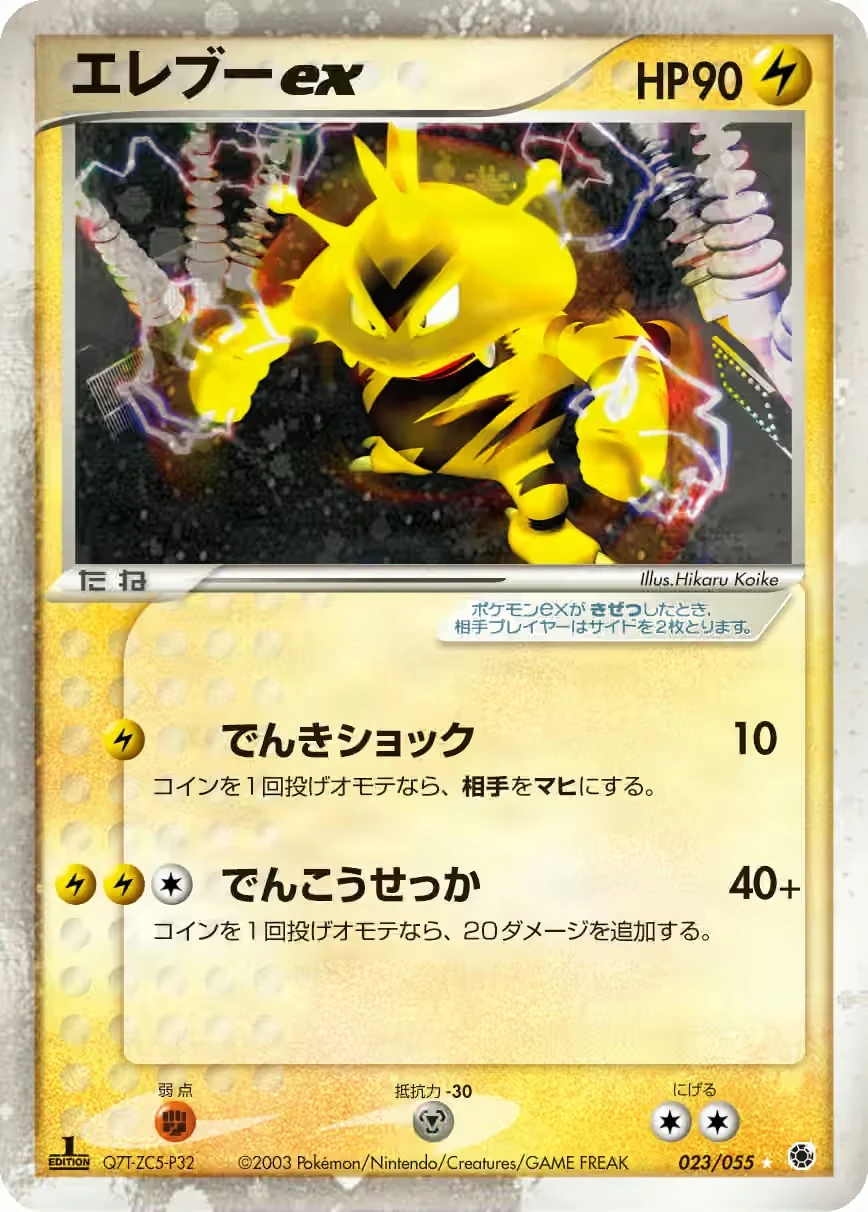 エレブーex HP90
たね
Illus.Hikaru Koike
ポケモンexが きぜつしたとき、
相手プレイヤーはサイドを2枚とります。
でんきショック 10
コインを1回投げオモテなら、相手をマヒにする。
でんこうせっか 40+
コインを1回投げオモテなら、20ダメージを追加する。
弱点 抵抗力 -30 にげる
1 EDITION Q7T-ZC5-P32 ©2003 Pokémon/Nintendo/Creatures/GAME FREAK 023/055 ★